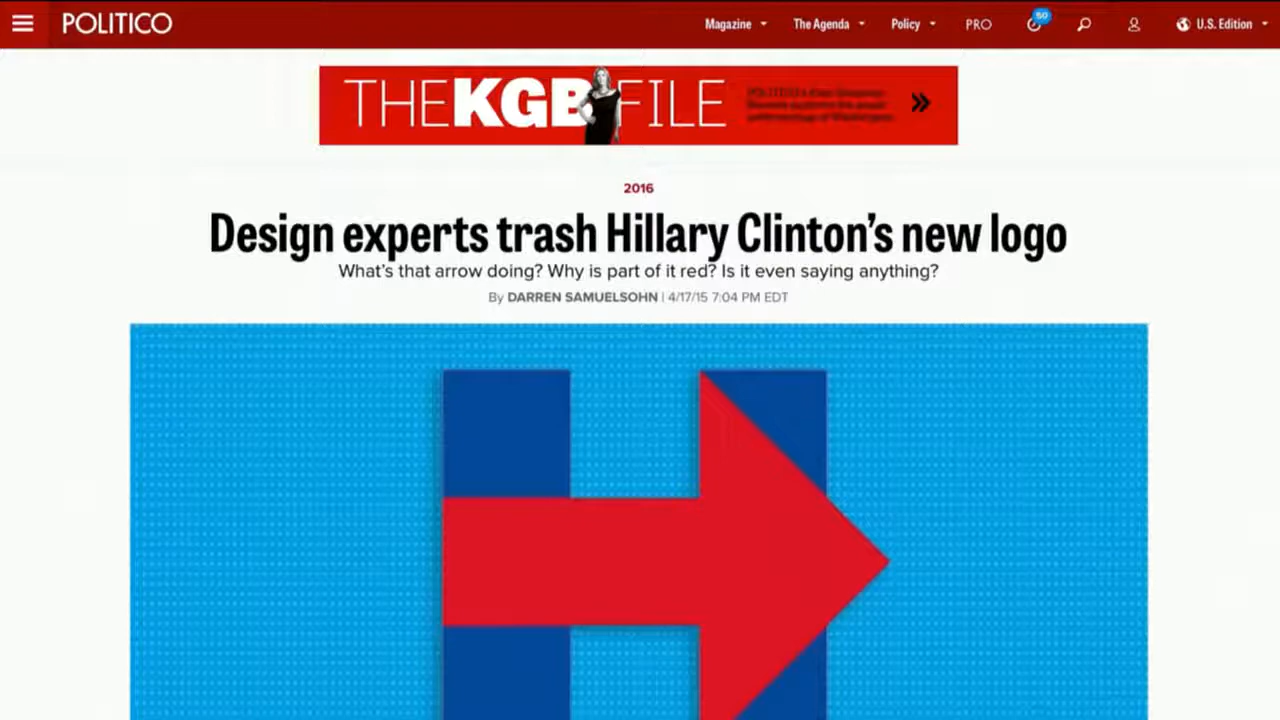 POLITICO
Magazine The Agenda Policy PRO 50 U.S. Edition
THE KGB FILE
2016
Design experts trash Hillary Clinton's new logo
What's that arrow doing? Why is part of it red? Is it even saying anything?
By DARREN SAMUELSOHN | 4/17/15 7:04 PM EDT